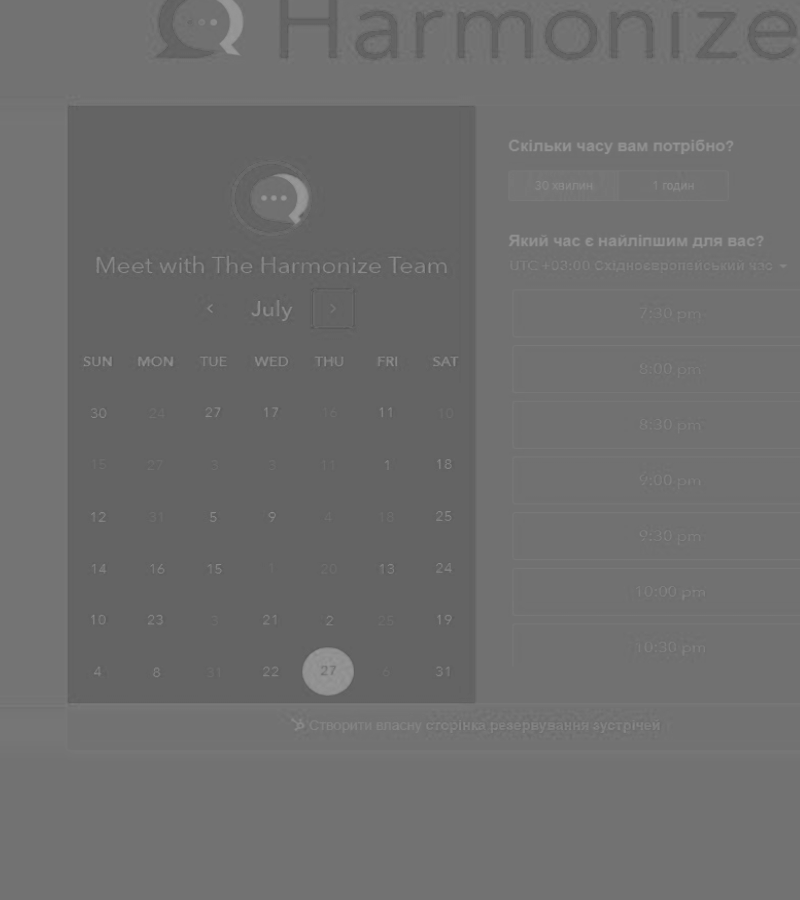 Harmonize
Скільки часу вам потрібно?
30 хвилин 1 годин
Який час є найліпшим для вас?
UTC +03:00 Східноєвропейський час
Meet with The Harmonize Team
July
SUN MON TUE WED THU FRI SAT
30 24 27 17 16 11 10
15 27 3 3 11 1 18
12 31 5 9 4 18 25
14 16 15 1 20 13 24
10 23 3 21 2 25 19
4 8 31 22 27 6 31
7:30 pm
8:00 pm
8:30 pm
9:00 pm
9:30 pm
10:00 pm
10:30 pm
Створити власну сторінка резервування зустрічей